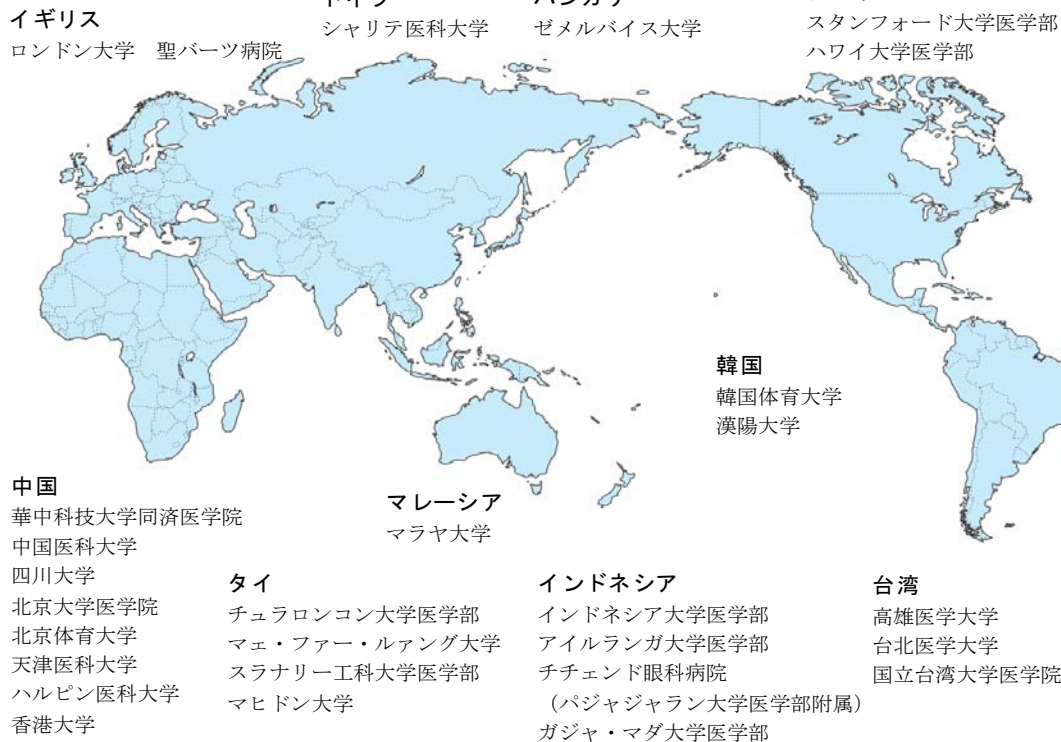 イギリス
ロンドン大学 聖バーツ病院
シャリテ医科大学
ゼメルバイス大学
スタンフォード大学医学部
ハワイ大学医学部
韓国
韓国体育大学
漢陽大学
中国
華中科技大学同済医学院
中国医科大学
四川大学
北京大学医学院
北京体育大学
天津医科大学
ハルピン医科大学
香港大学
マレーシア
マラヤ大学
タイ
チュラロンコン大学医学部
マェ・ファー・ルァング大学
スラナリー工科大学医学部
マヒドン大学
インドネシア
インドネシア大学医学部
アイルランガ大学医学部
チチェンド眼科病院
（パジャジャラン大学医学部附属）
ガジャ・マダ大学医学部
台湾
高雄医学大学
台北医学大学
国立台湾大学医学院